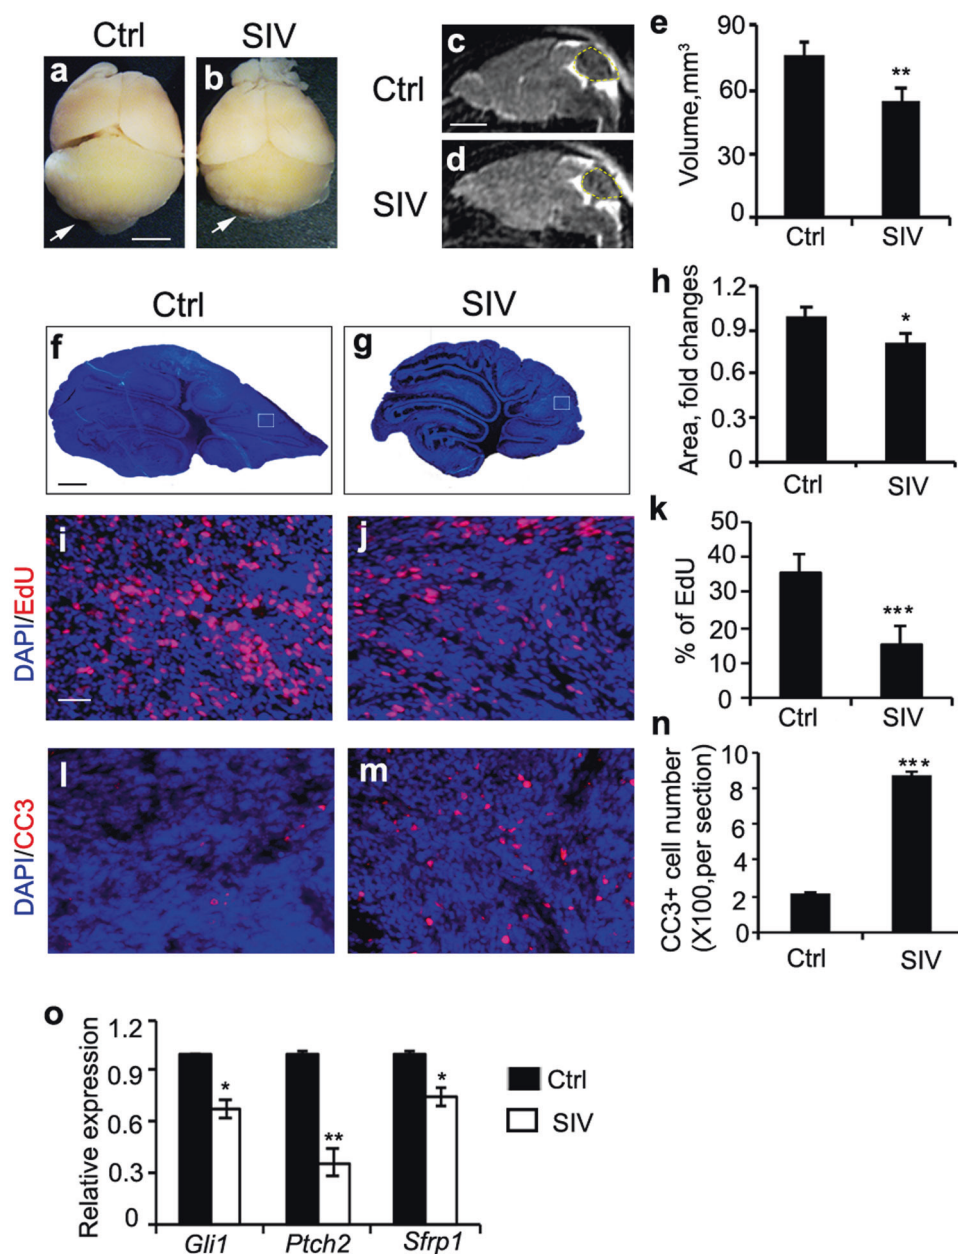 Ctrl
SIV
a
b
Ctrl
SIV
c
d
e
Volume,mm³
90
60
30
0
**
Ctrl
SIV
Ctrl
SIV
f
g
h
Area, fold changes
1.2
0.9
0.6
0.3
0
*
Ctrl
SIV
DAPI/EdU
i
j
k
% of EdU
50
40
30
20
10
0
***
Ctrl
SIV
DAPI/CC3
l
m
n
CC3+ cell number
(X100,per section)
10
8
6
4
2
0
***
Ctrl
SIV
o
Relative expression
1.2
0.9
0.6
0.3
0
*
**
*
Gli1
Ptch2
Sfrp1
Ctrl
SIV